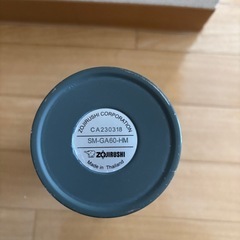 ZOJIRUSHI CORPORATION
CA230318
SM-GA60-HM
ZOJIRUSHI
Made in Thailand